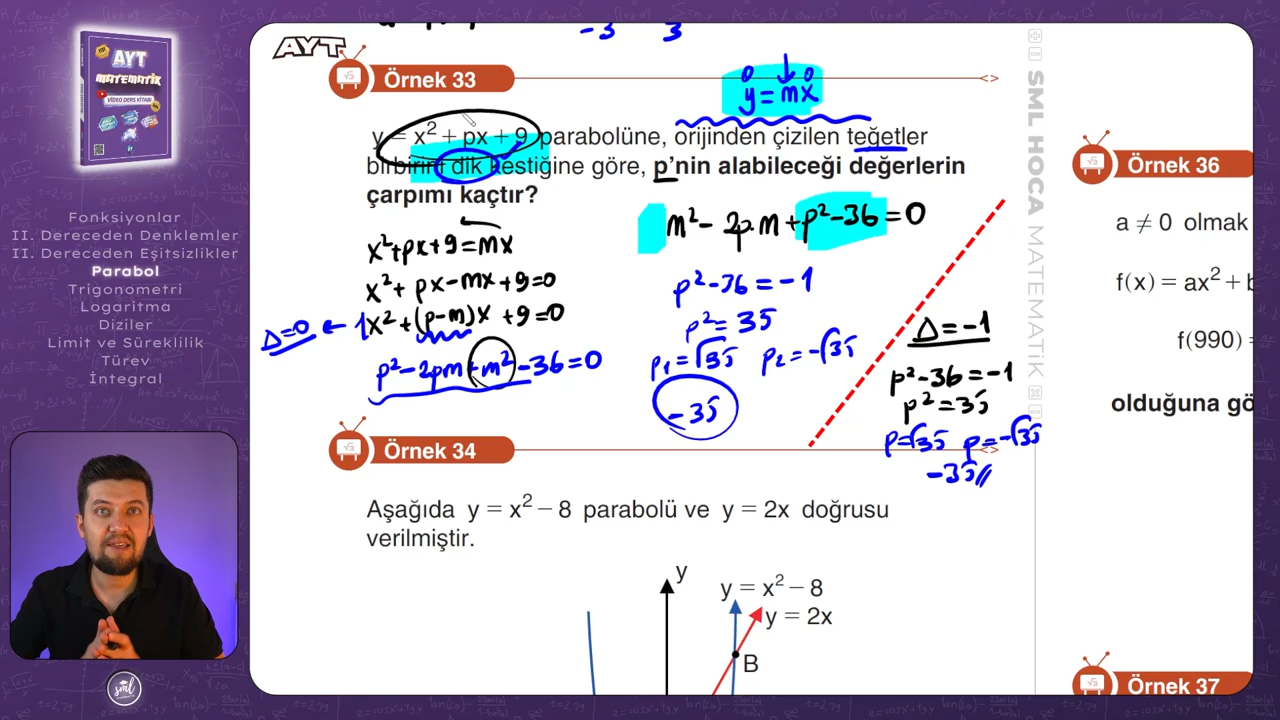 AYT
MATEMATİK
VİDEO DERS KİTABI
Fonksiyonlar
II. Dereceden Denklemler
II. Dereceden Eşitsizlikler
Parabol
Trigonometri
Logaritma
Diziler
Limit ve Süreklilik
Türev
İntegral
sml
AYT
-3 3
Örnek 33
0 0
y = mx
y = x² + px + 9 parabolüne, orijinden çizilen teğetler
birbirini dik kestiğine göre, p'nin alabileceği değerlerin
çarpımı kaçtır?
x²+px+9=mx
x²+px-mx+9=0
Δ=0 ← 1x²+(p-m)x+9=0
p²-2pm+m²-36=0
m²-2p.m+p²-36=0
p²-36=-1
p²=35
p₁=√35 p₂=-√35
-35
Δ=-1
p²-36=-1
p²=35
p=√35 p=-√35
-35//
Örnek 34
Aşağıda y = x² – 8 parabolü ve y = 2x doğrusu
verilmiştir.
y
y = x² – 8
y = 2x
B
SML HOCA MATEMATİK
Örnek 36
a ≠ 0 olmak
f(x) = ax² + b
f(990) =
olduğuna gö
Örnek 37